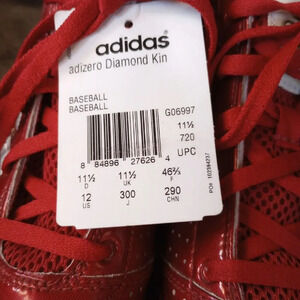 adidas
adizero Diamond Kin
BASEBALL
BASEBALL
G06997
11½
720
8 84896 27626 4 UPC
11½ 11½ 46⅔
D UK F
12 300 290
US J CHN